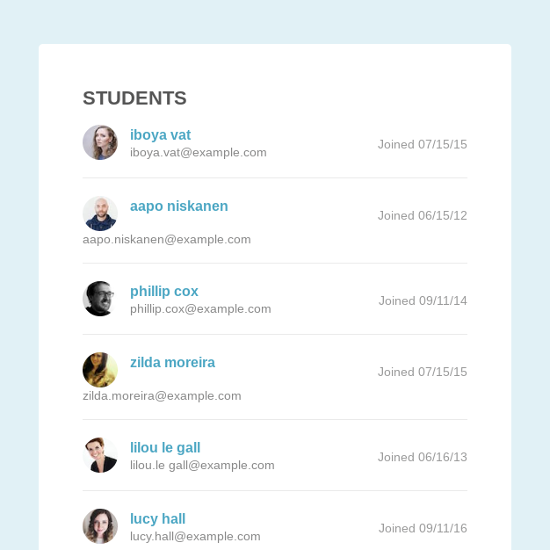 STUDENTS
iboya vat
iboya.vat@example.com
Joined 07/15/15
aapo niskanen
Joined 06/15/12
aapo.niskanen@example.com
phillip cox
phillip.cox@example.com
Joined 09/11/14
zilda moreira
Joined 07/15/15
zilda.moreira@example.com
lilou le gall
lilou.le gall@example.com
Joined 06/16/13
lucy hall
lucy.hall@example.com
Joined 09/11/16